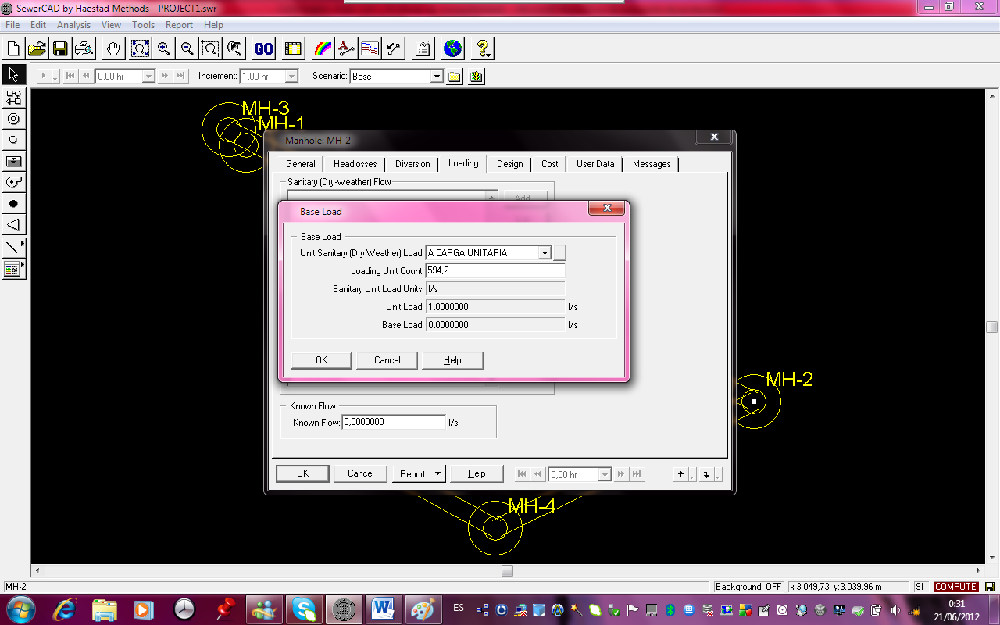 SewerCAD by Haestad Methods - PROJECT1.swr
File Edit Analysis View Tools Report Help
GO
0,00 hr Increment: 1,00 hr Scenario: Base
MH-3
MH-1
Manhole: MH-2
General Headlosses Diversion Loading Design Cost User Data Messages
Sanitary (Dry-Weather) Flow
Add...
Base Load
Base Load
Unit Sanitary (Dry Weather) Load: A CARGA UNITARIA ...
Loading Unit Count: 594,2
Sanitary Unit Load Units: l/s
Unit Load: 1,0000000 l/s
Base Load: 0,0000000 l/s
OK Cancel Help
MH-2
Known Flow
Known Flow: 0,0000000 l/s
OK Cancel Report Help 0,00 hr
MH-4
MH-2 Background: OFF x:3.049,73 y:3.039,96 m SI COMPUTE
ES 0:31
21/06/2012